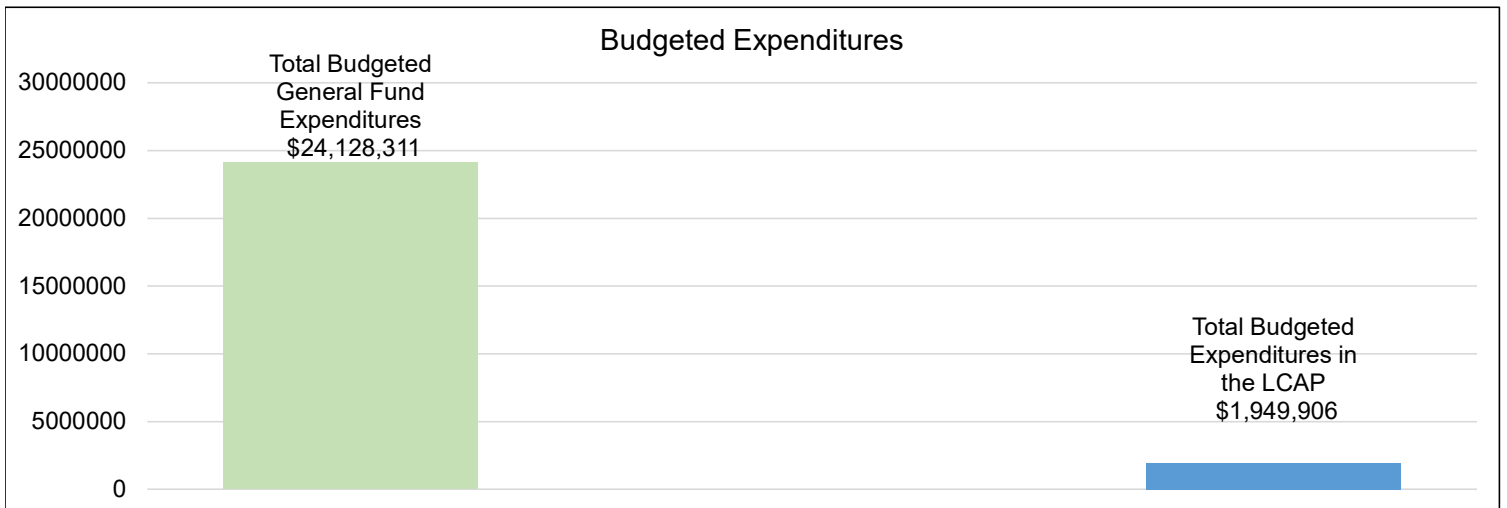 Budgeted Expenditures
Total Budgeted
General Fund
Expenditures
$24,128,311
30000000
25000000
20000000
15000000
10000000
5000000
0
Total Budgeted
Expenditures in
the LCAP
$1,949,906